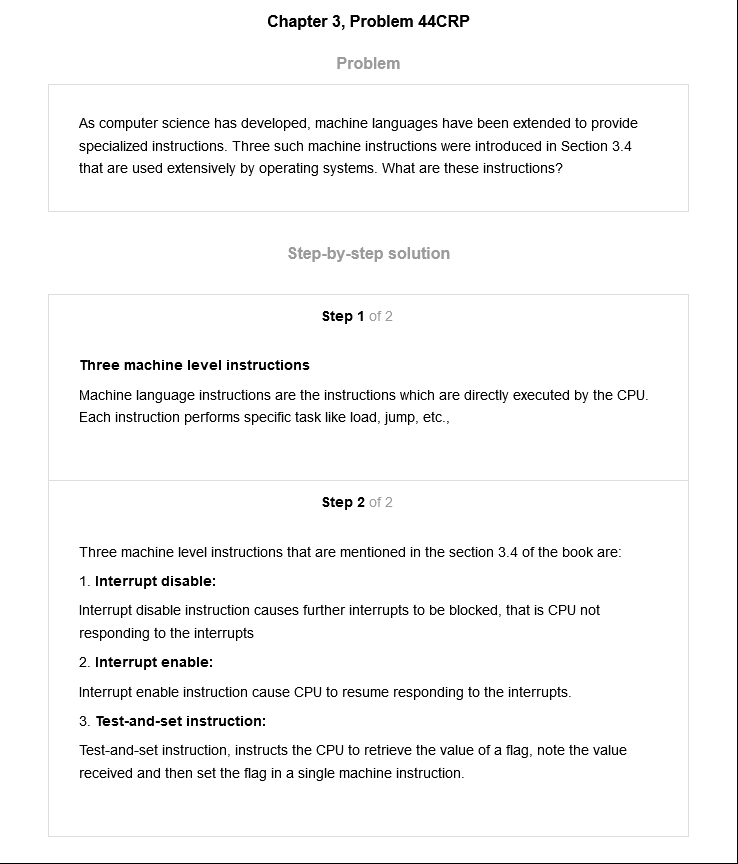 Chapter 3, Problem 44CRP
Problem
As computer science has developed, machine languages have been extended to provide
specialized instructions. Three such machine instructions were introduced in Section 3.4
that are used extensively by operating systems. What are these instructions?
Step-by-step solution
Step 1 of 2
Three machine level instructions
Machine language instructions are the instructions which are directly executed by the CPU.
Each instruction performs specific task like load, jump, etc.,
Step 2 of 2
Three machine level instructions that are mentioned in the section 3.4 of the book are:
1. Interrupt disable:
Interrupt disable instruction causes further interrupts to be blocked, that is CPU not
responding to the interrupts
2. Interrupt enable:
Interrupt enable instruction cause CPU to resume responding to the interrupts.
3. Test-and-set instruction:
Test-and-set instruction, instructs the CPU to retrieve the value of a flag, note the value
received and then set the flag in a single machine instruction.